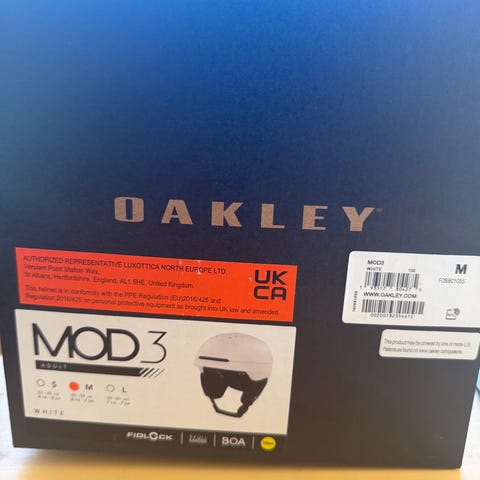 OAKLEY
AUTHORIZED REPRESENTATIVE LUXOTTICA NORTH EUROPE LTD.
Verulam Point Station Way,
St Albans, Hertfordshire, England, AL1 5HE, United Kingdom.
This helmet is in conformity with the PPE Regulation (EU)2016/425 and
Regulation 2016/425 on personal protective equipment as brought into UK law and amended.
UK
CA
MOD3
WHITE 100
M
WWW.OAKLEY.COM
This product may be covered by one or more U.S.
Patents as found on www.oakley.com/patents.
MOD3
ADULT
S M L
WHITE
FIDLOCK
BOA